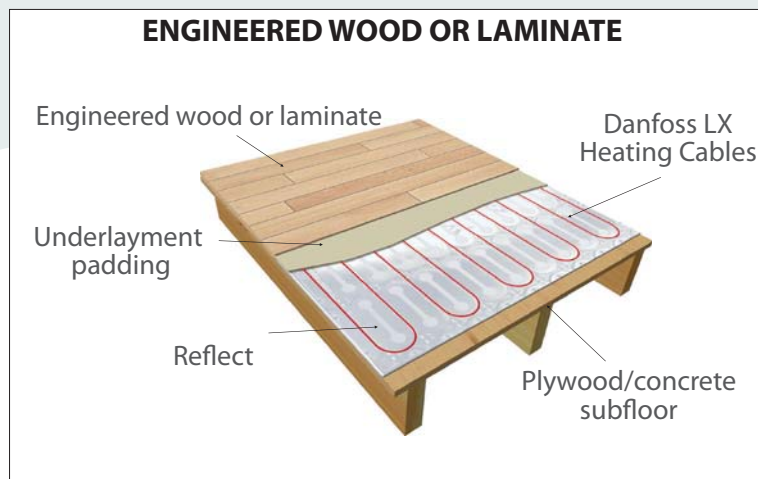 ENGINEERED WOOD OR LAMINATE
Engineered wood or laminate
Danfoss LX
Heating Cables
Underlayment
padding
Reflect
Plywood/concrete
subfloor